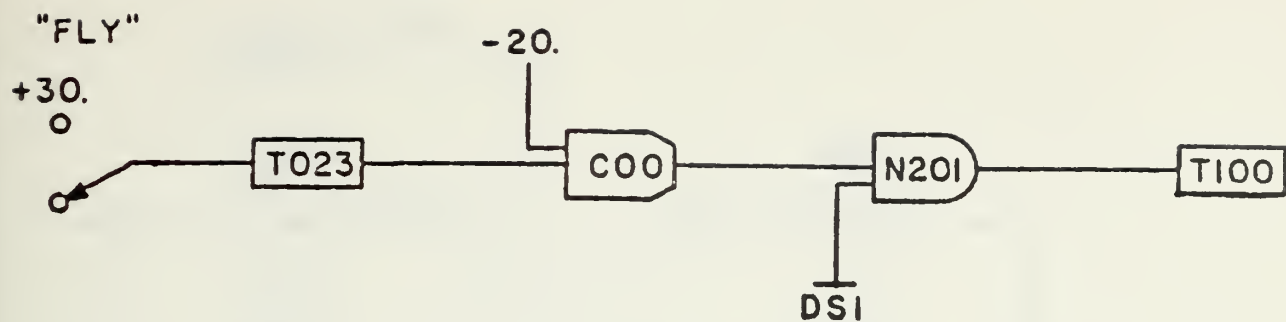 "FLY"
+30.
-20.
T023
C00
N201
T100
DS1